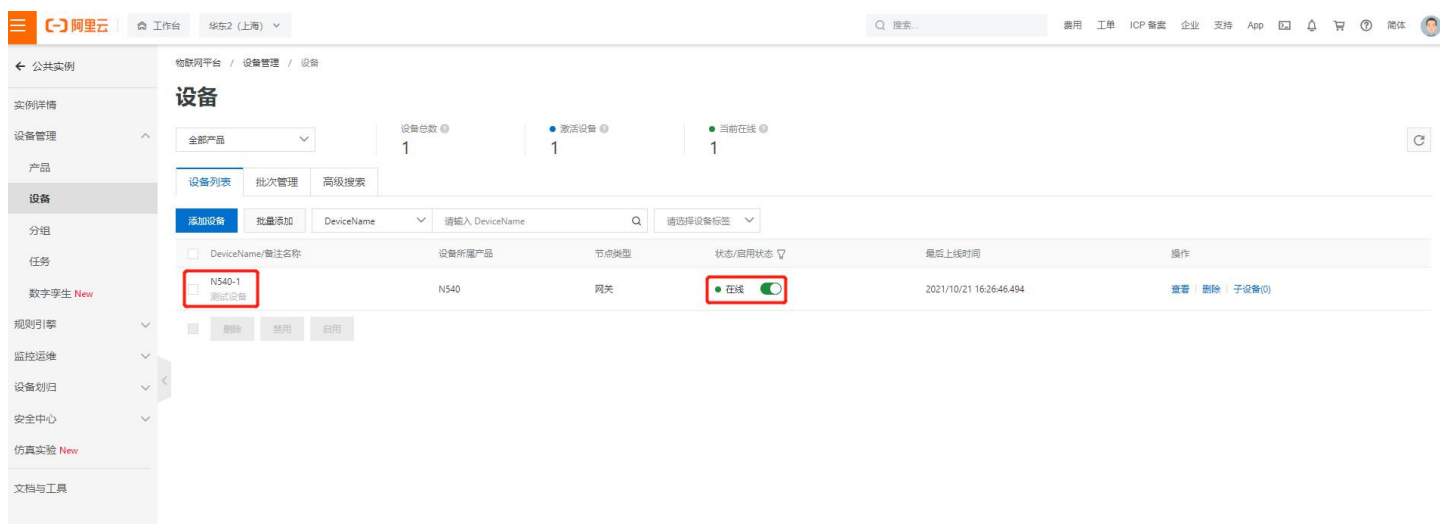 阿里云 工作台 华东2（上海） 搜索... 费用 工单 ICP 备案 企业 支持 App 简体
公共实例
物联网平台 / 设备管理 / 设备
设备
实例详情
设备管理
产品
设备
分组
任务
数字孪生 New
规则引擎
监控运维
设备划归
安全中心
仿真实验 New
文档与工具
全部产品
设备总数
1
激活设备
1
当前在线
1
设备列表 批次管理 高级搜索
添加设备 批量添加 DeviceName 请输入 DeviceName 请选择设备标签
DeviceName/备注名称 设备所属产品 节点类型 状态/启用状态 最后上线时间 操作
N540-1
测试设备
N540 网关 在线 2021/10/21 16:26:46.494 查看 删除 子设备(0)
删除 禁用 启用